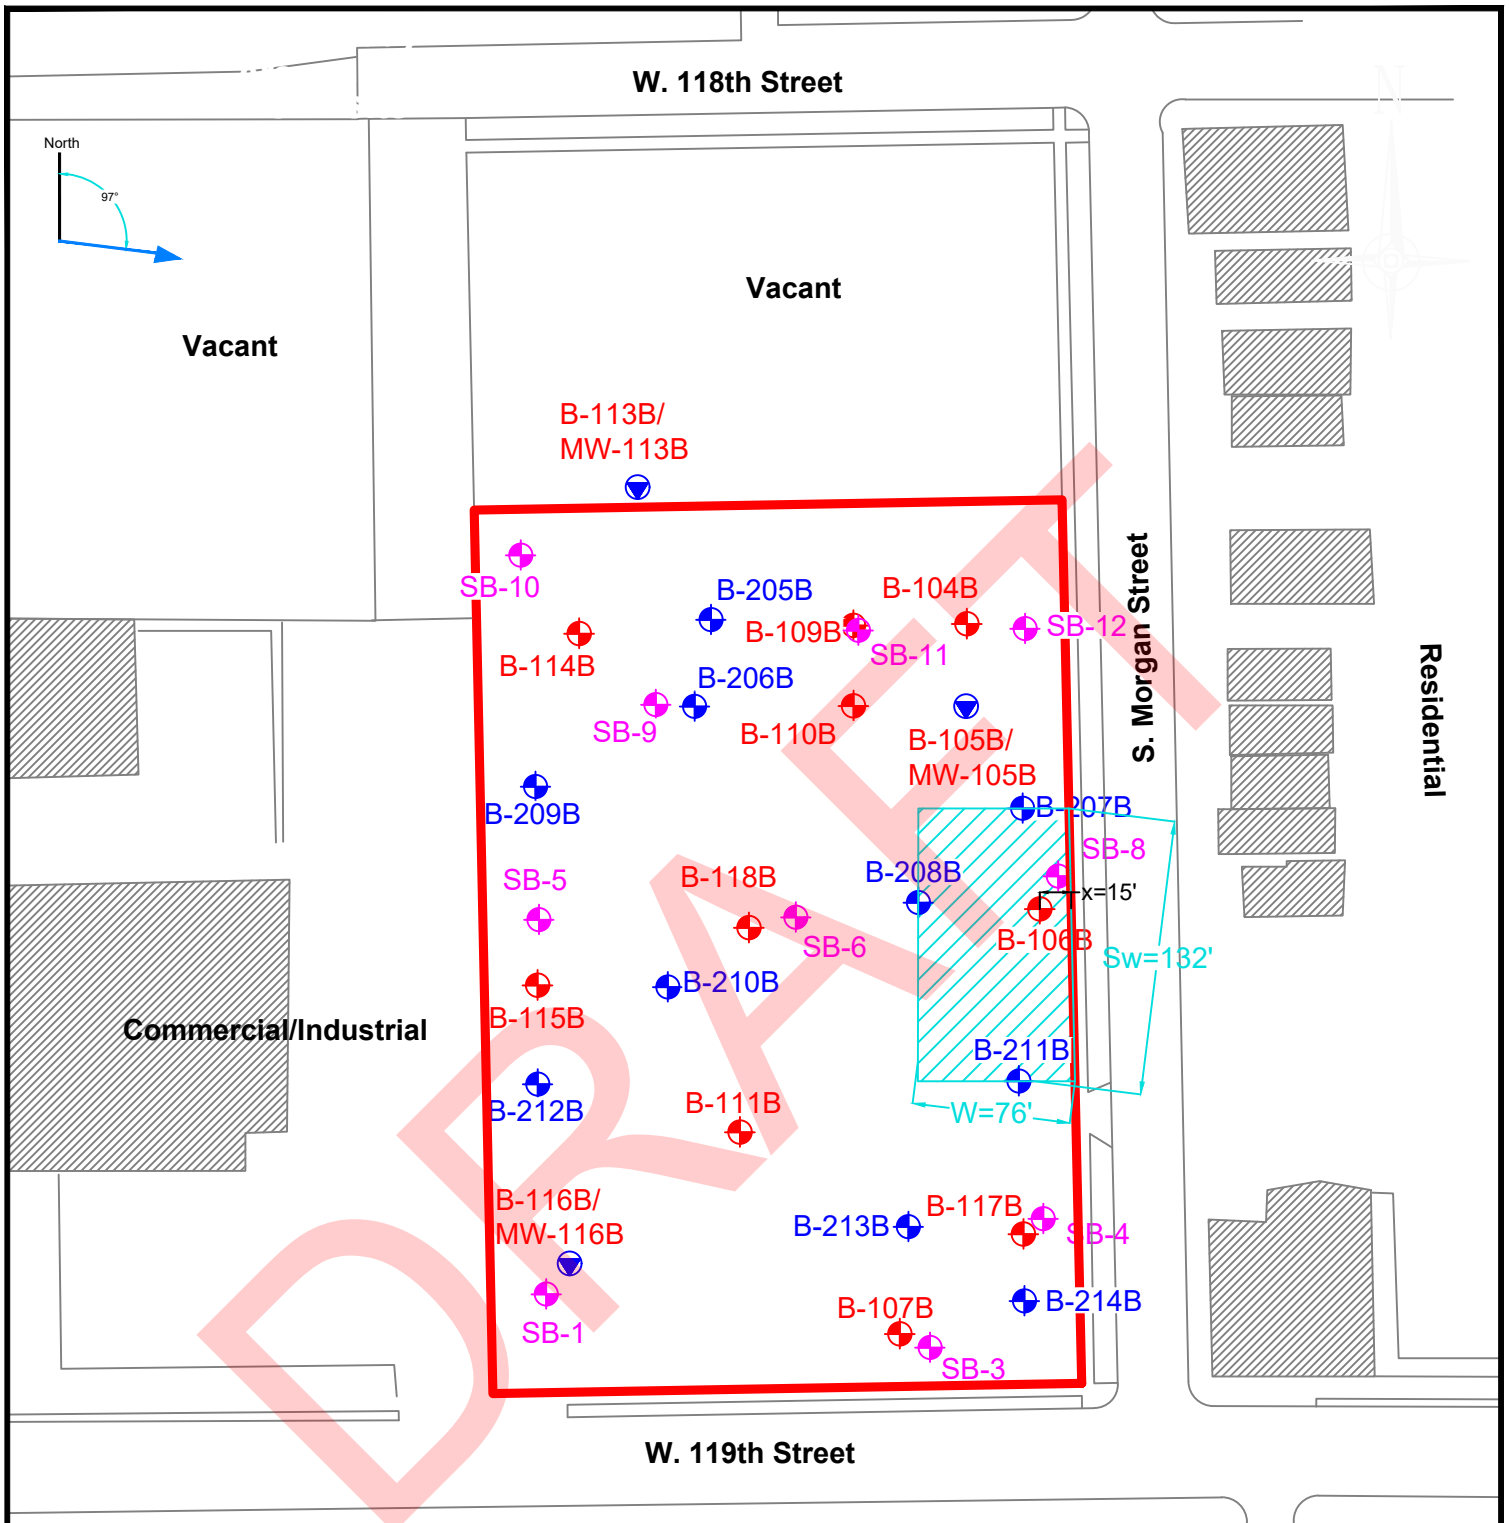 W. 118th Street
N
North
97°
Vacant
Vacant
B-113B/
MW-113B
SB-10
B-205B
B-104B
B-109B
SB-12
SB-11
B-114B
B-206B
SB-9
B-110B
B-105B/
MW-105B
S. Morgan Street
Residential
B-209B
B-207B
SB-8
SB-5
B-118B
B-208B
x=15'
SB-6
B-106B
Sw=132'
B-210B
B-115B
Commercial/Industrial
B-211B
B-212B
B-111B
W=76'
B-116B/
MW-116B
B-213B
B-117B
SB-4
B-107B
B-214B
SB-1
SB-3
W. 119th Street
DRAFT